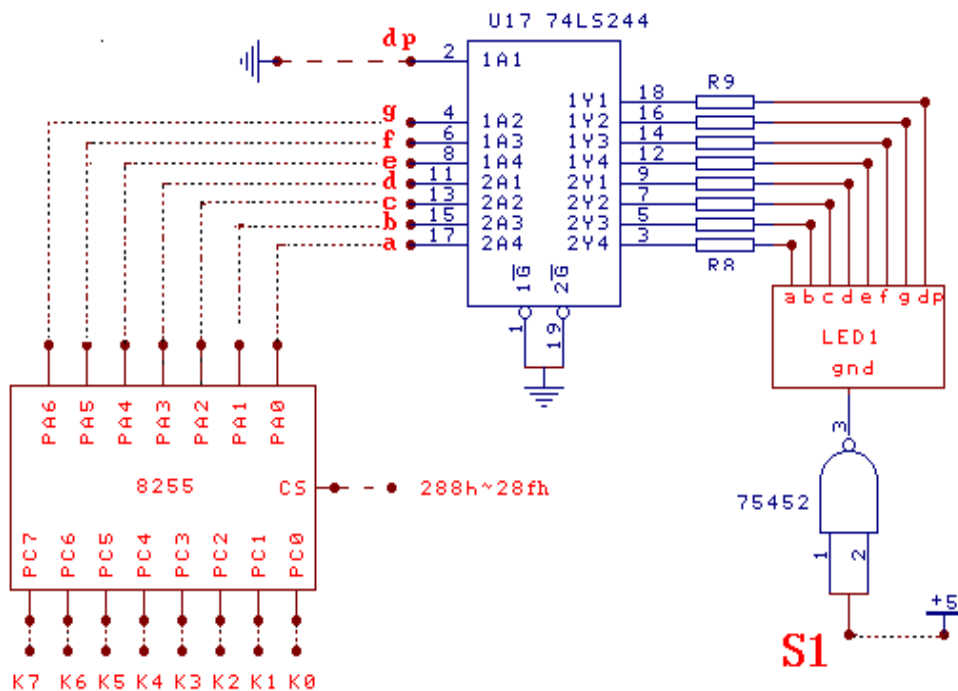 U17 74LS244
dp 2 1A1
R9
g 4 1A2 1Y1 18
f 6 1A3 1Y2 16
e 8 1A4 1Y3 14
d 11 2A1 1Y4 12
c 13 2A2 2Y1 9
b 15 2A3 2Y2 7
a 17 2A4 2Y3 5
2Y4 3
R8
1G 2G
1 19
a b c d e f g dp
LED1
gnd
PA6 PA5 PA4 PA3 PA2 PA1 PA0
3
8255 CS 288h~28fh
75452
PC7 PC6 PC5 PC4 PC3 PC2 PC1 PC0
1 2
+5
S1
K7 K6 K5 K4 K3 K2 K1 K0